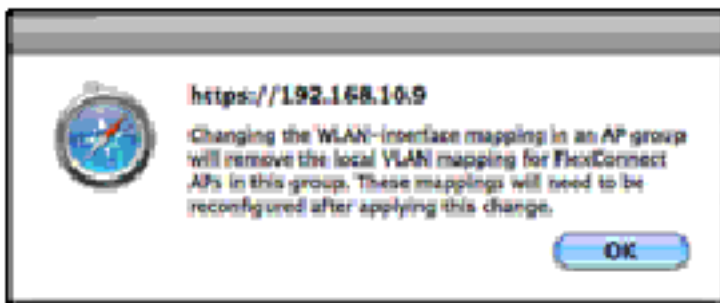 https://192.168.10.9
Changing the WLAN-interface mapping in an AP group
will remove the local VLAN mapping for FlexConnect
APs in this group. These mappings will need to be
reconfigured after applying this change.
OK